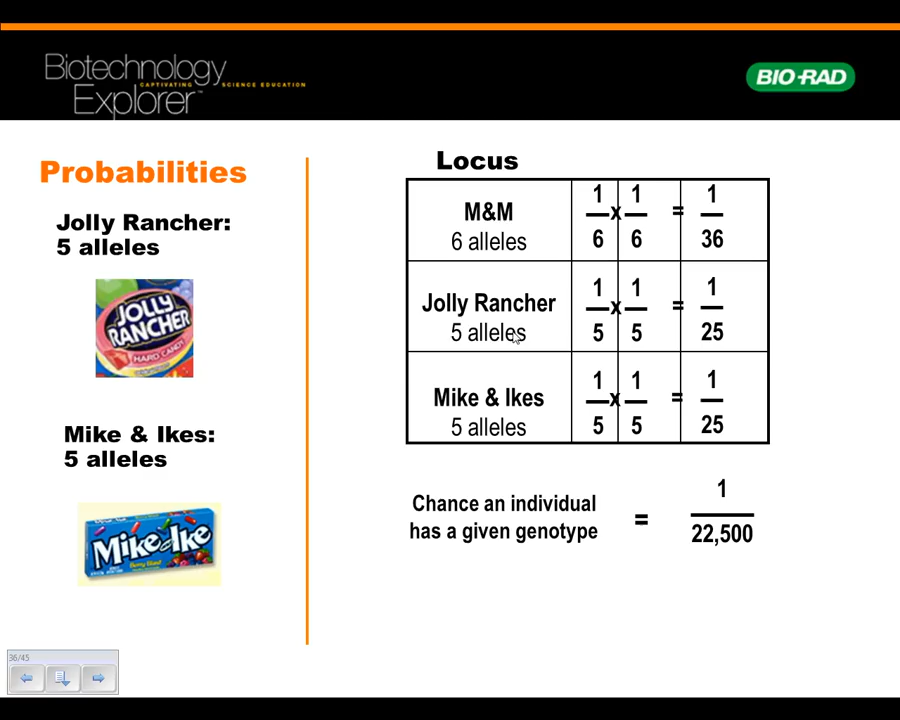 Biotechnology
CAPTIVATING SCIENCE EDUCATION
Explorer™
BIO-RAD
Probabilities
Jolly Rancher:
5 alleles
JOLLY
RANCHER
HARD CANDY
Mike & Ikes:
5 alleles
Mike and Ike
Berry Blast
Locus
M&M
6 alleles
1/6 x 1/6 = 1/36
Jolly Rancher
5 alleles
1/5 x 1/5 = 1/25
Mike & Ikes
5 alleles
1/5 x 1/5 = 1/25
Chance an individual
has a given genotype
= 1/22,500
36/45